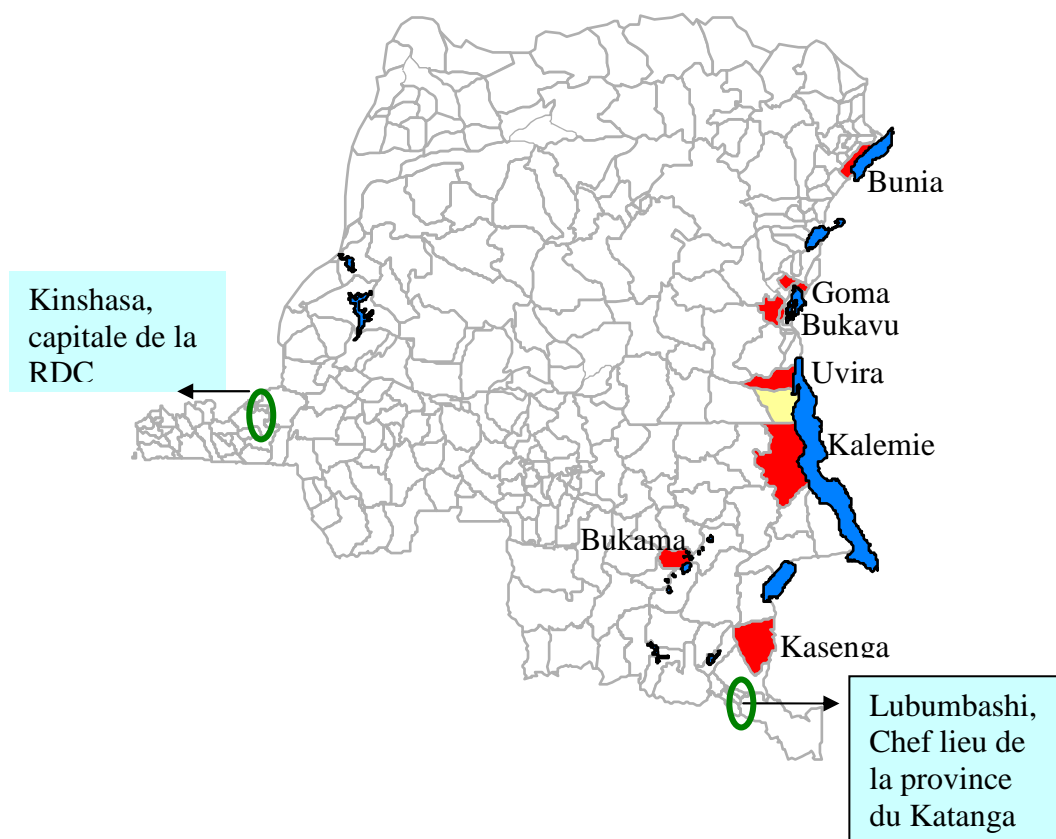 Bunia
Kinshasa,
capitale de la
RDC
Goma
Bukavu
Uvira
Kalemie
Bukama
Kasenga
Lubumbashi,
Chef lieu de
la province
du Katanga